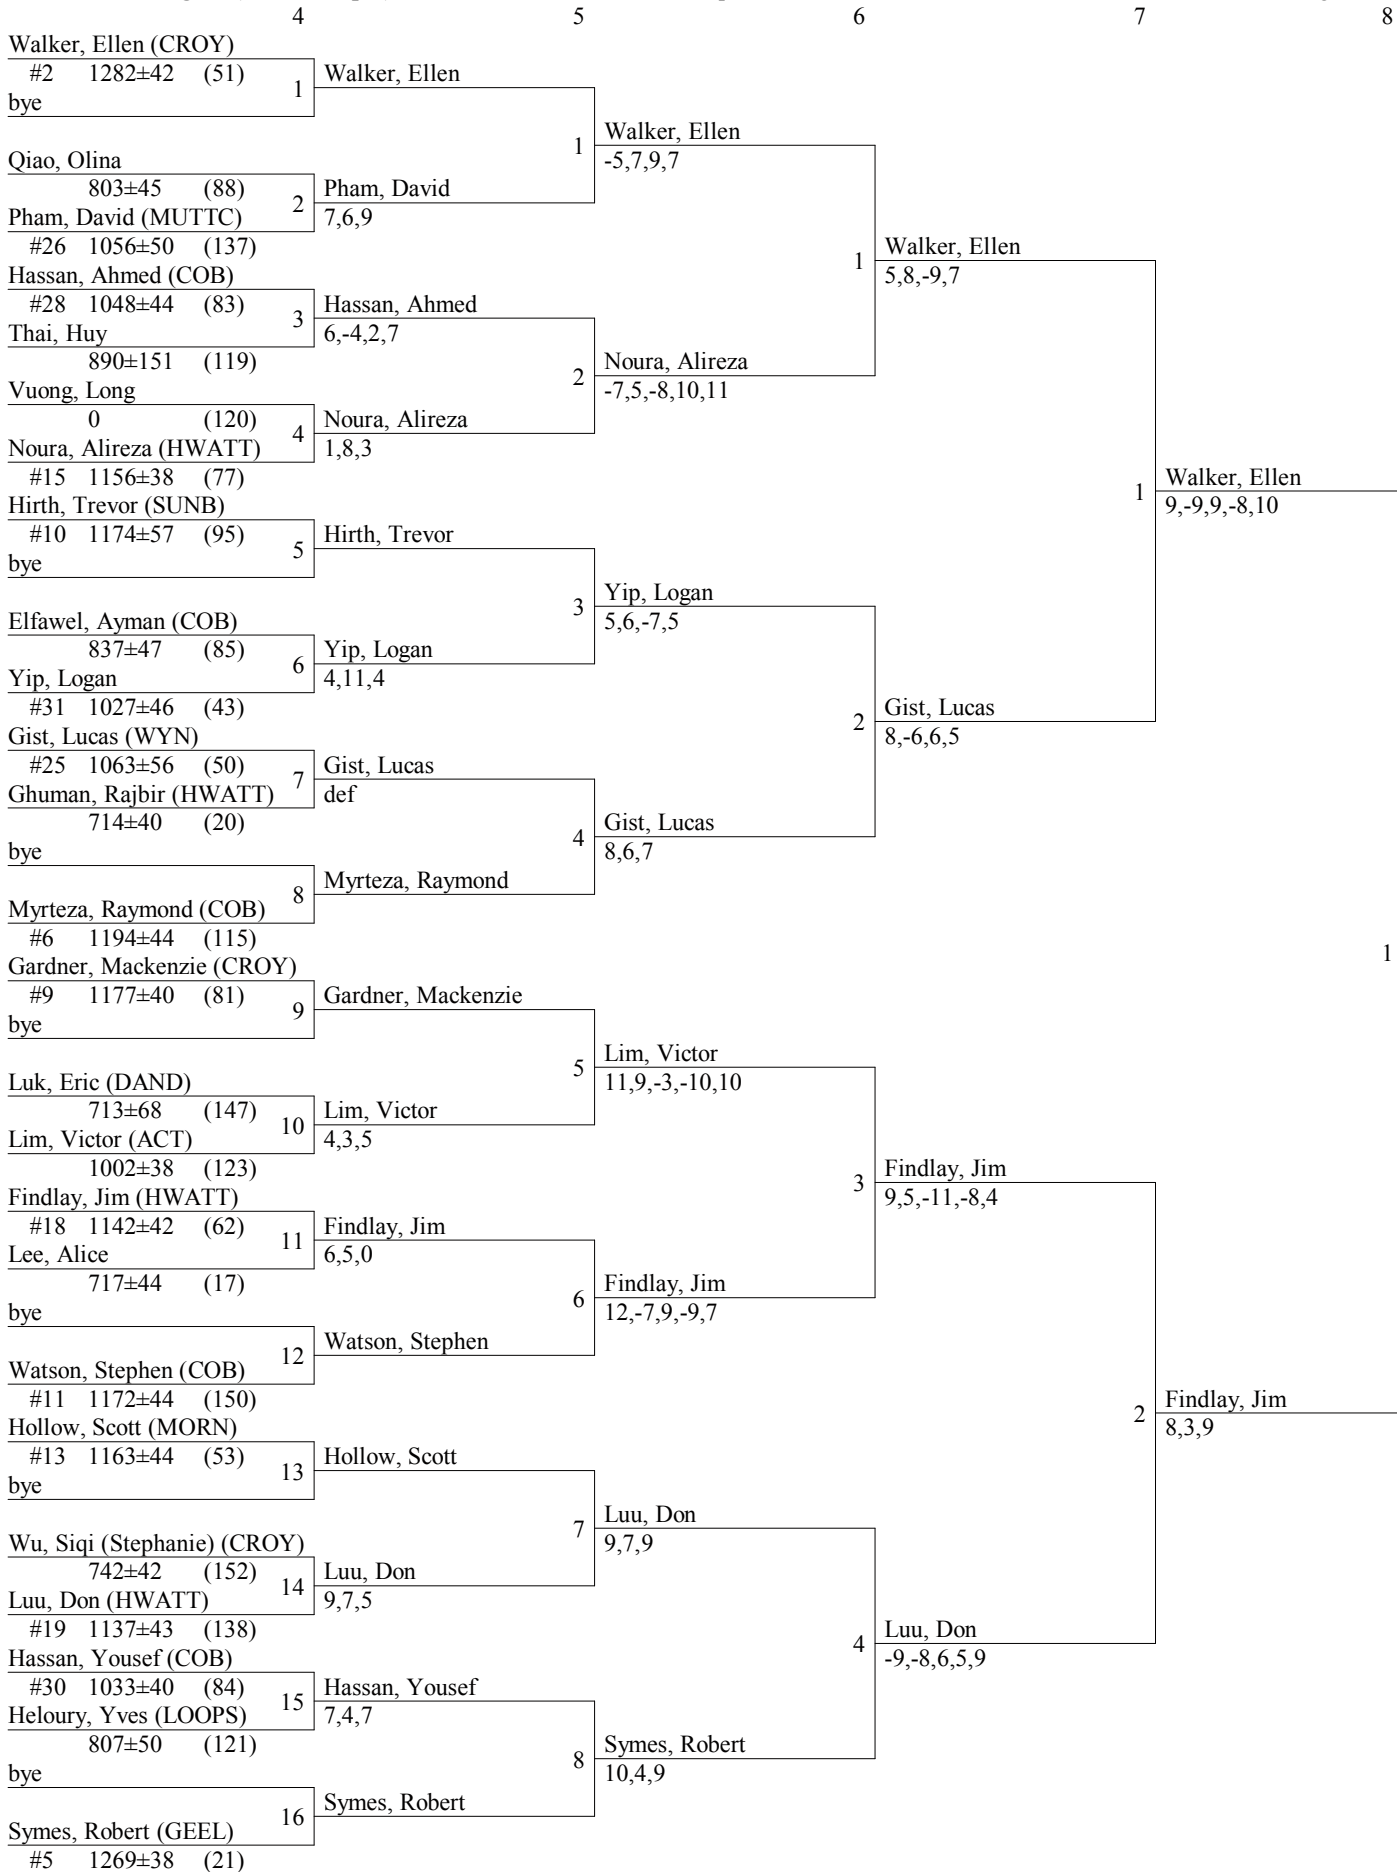 4 5 6 7 8
Walker, Ellen (CROY)
#2 1282±42 (51)
bye
1
Walker, Ellen
Qiao, Olina
803±45 (88)
Pham, David (MUTTC)
#26 1056±50 (137)
2
Pham, David
7,6,9
1
Walker, Ellen
-5,7,9,7
Hassan, Ahmed (COB)
#28 1048±44 (83)
Thai, Huy
890±151 (119)
3
Hassan, Ahmed
6,-4,2,7
Vuong, Long
0 (120)
Noura, Alireza (HWATT)
#15 1156±38 (77)
4
Noura, Alireza
1,8,3
2
Noura, Alireza
-7,5,-8,10,11
1
Walker, Ellen
5,8,-9,7
Hirth, Trevor (SUNB)
#10 1174±57 (95)
bye
5
Hirth, Trevor
Elfawel, Ayman (COB)
837±47 (85)
Yip, Logan
#31 1027±46 (43)
6
Yip, Logan
4,11,4
3
Yip, Logan
5,6,-7,5
Gist, Lucas (WYN)
#25 1063±56 (50)
Ghuman, Rajbir (HWATT)
714±40 (20)
7
Gist, Lucas
def
bye
Myrteza, Raymond (COB)
#6 1194±44 (115)
8
Myrteza, Raymond
4
Gist, Lucas
8,6,7
2
Gist, Lucas
8,-6,6,5
1
Walker, Ellen
9,-9,9,-8,10
1
Gardner, Mackenzie (CROY)
#9 1177±40 (81)
bye
9
Gardner, Mackenzie
Luk, Eric (DAND)
713±68 (147)
Lim, Victor (ACT)
1002±38 (123)
10
Lim, Victor
4,3,5
5
Lim, Victor
11,9,-3,-10,10
Findlay, Jim (HWATT)
#18 1142±42 (62)
Lee, Alice
717±44 (17)
11
Findlay, Jim
6,5,0
bye
Watson, Stephen (COB)
#11 1172±44 (150)
12
Watson, Stephen
6
Findlay, Jim
12,-7,9,-9,7
3
Findlay, Jim
9,5,-11,-8,4
Hollow, Scott (MORN)
#13 1163±44 (53)
bye
13
Hollow, Scott
Wu, Siqi (Stephanie) (CROY)
742±42 (152)
Luu, Don (HWATT)
#19 1137±43 (138)
14
Luu, Don
9,7,5
7
Luu, Don
9,7,9
Hassan, Yousef (COB)
#30 1033±40 (84)
Heloury, Yves (LOOPS)
807±50 (121)
15
Hassan, Yousef
7,4,7
bye
Symes, Robert (GEEL)
#5 1269±38 (21)
16
Symes, Robert
8
Symes, Robert
10,4,9
4
Luu, Don
-9,-8,6,5,9
2
Findlay, Jim
8,3,9